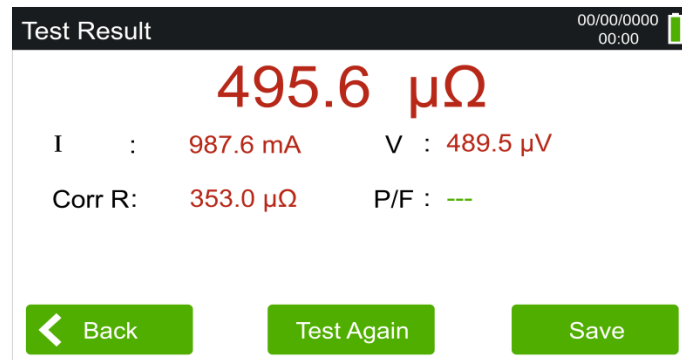 Test Result
00/00/0000
00:00
495.6 μΩ
I : 987.6 mA V : 489.5 μV
Corr R: 353.0 μΩ P/F : ---
Back Test Again Save